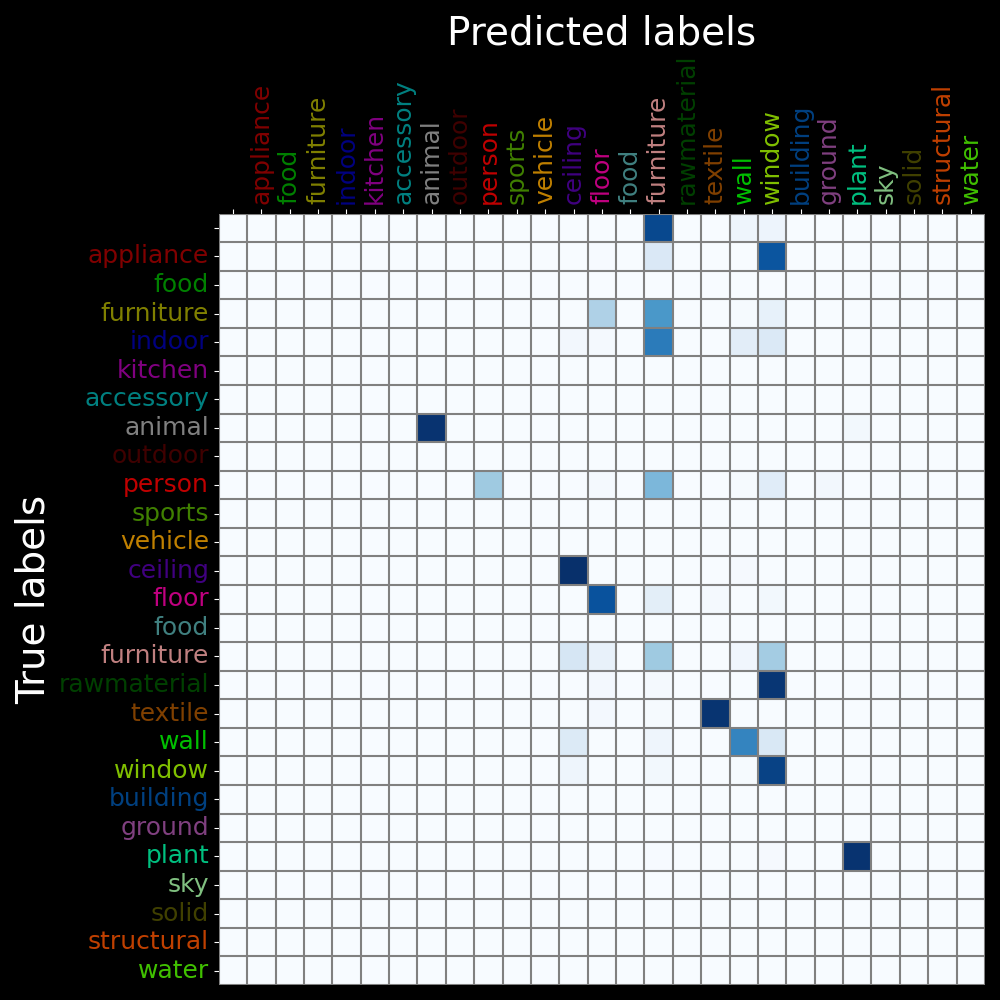 Predicted labels
appliance
food
furniture
indoor
kitchen
accessory
animal
outdoor
person
sports
vehicle
ceiling
floor
food
furniture
rawmaterial
textile
wall
window
building
ground
plant
sky
solid
structural
water
True labels
appliance
food
furniture
indoor
kitchen
accessory
animal
outdoor
person
sports
vehicle
ceiling
floor
food
furniture
rawmaterial
textile
wall
window
building
ground
plant
sky
solid
structural
water